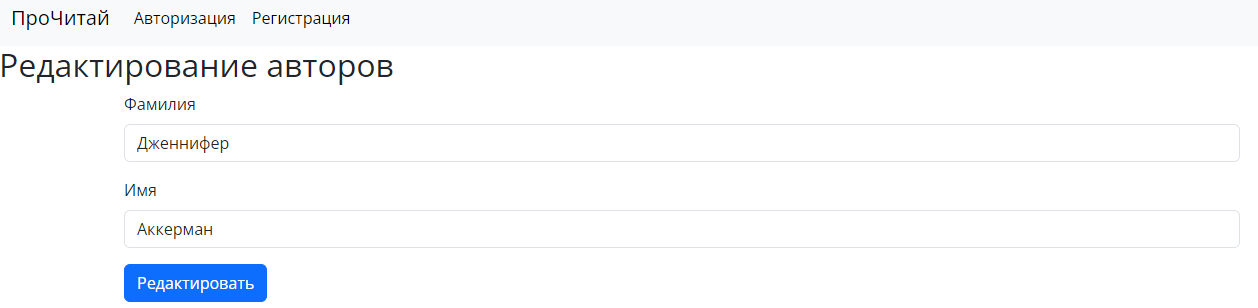 ПроЧитай Авторизация Регистрация
Редактирование авторов
Фамилия
Дженнифер
Имя
Аккерман
Редактировать